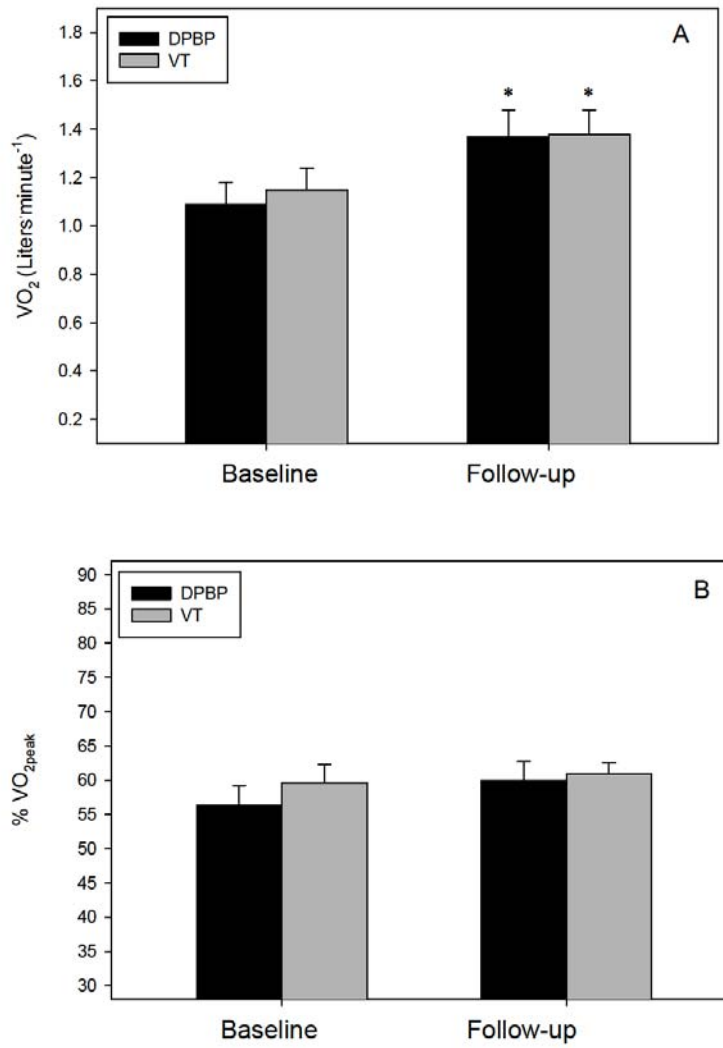 A
DPBP
VT
1.8
1.6
1.4
1.2
1.0
0.8
0.6
0.4
0.2
* *
VO₂ (Liters·minute⁻¹)
Baseline Follow-up
B
DPBP
VT
90
85
80
75
70
65
60
55
50
45
40
35
30
% VO₂peak
Baseline Follow-up